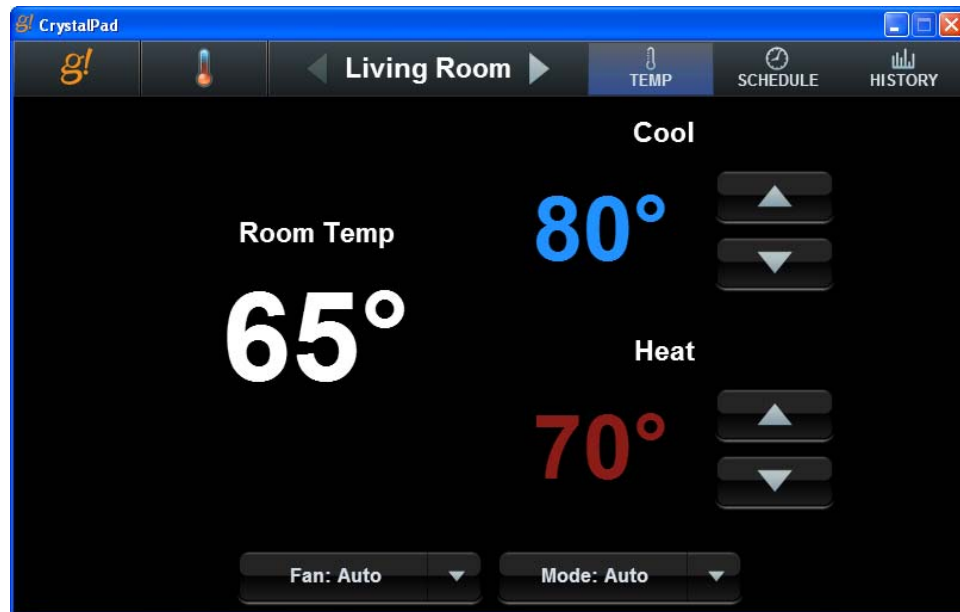 g! CrystalPad
g!
Living Room
TEMP
SCHEDULE
HISTORY
Cool
80°
Room Temp
65°
Heat
70°
Fan: Auto
Mode: Auto